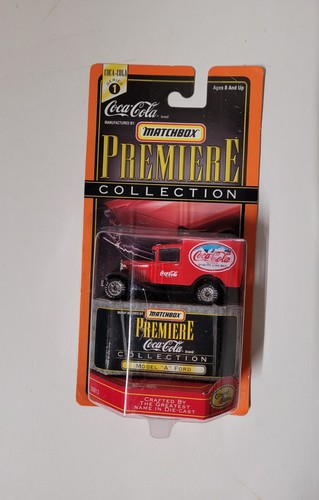 COCA-COLA
SERIES
1
Coca-Cola brand
Ages 8 And Up
MANUFACTURED BY
MATCHBOX
PREMIERE
COLLECTION
Coca-Cola
Coca-Cola
MATCHBOX
PREMIERE
Coca-Cola brand
COLLECTION
MODEL "A" FORD
CRAFTED BY
THE GREATEST
NAME IN DIE-CAST